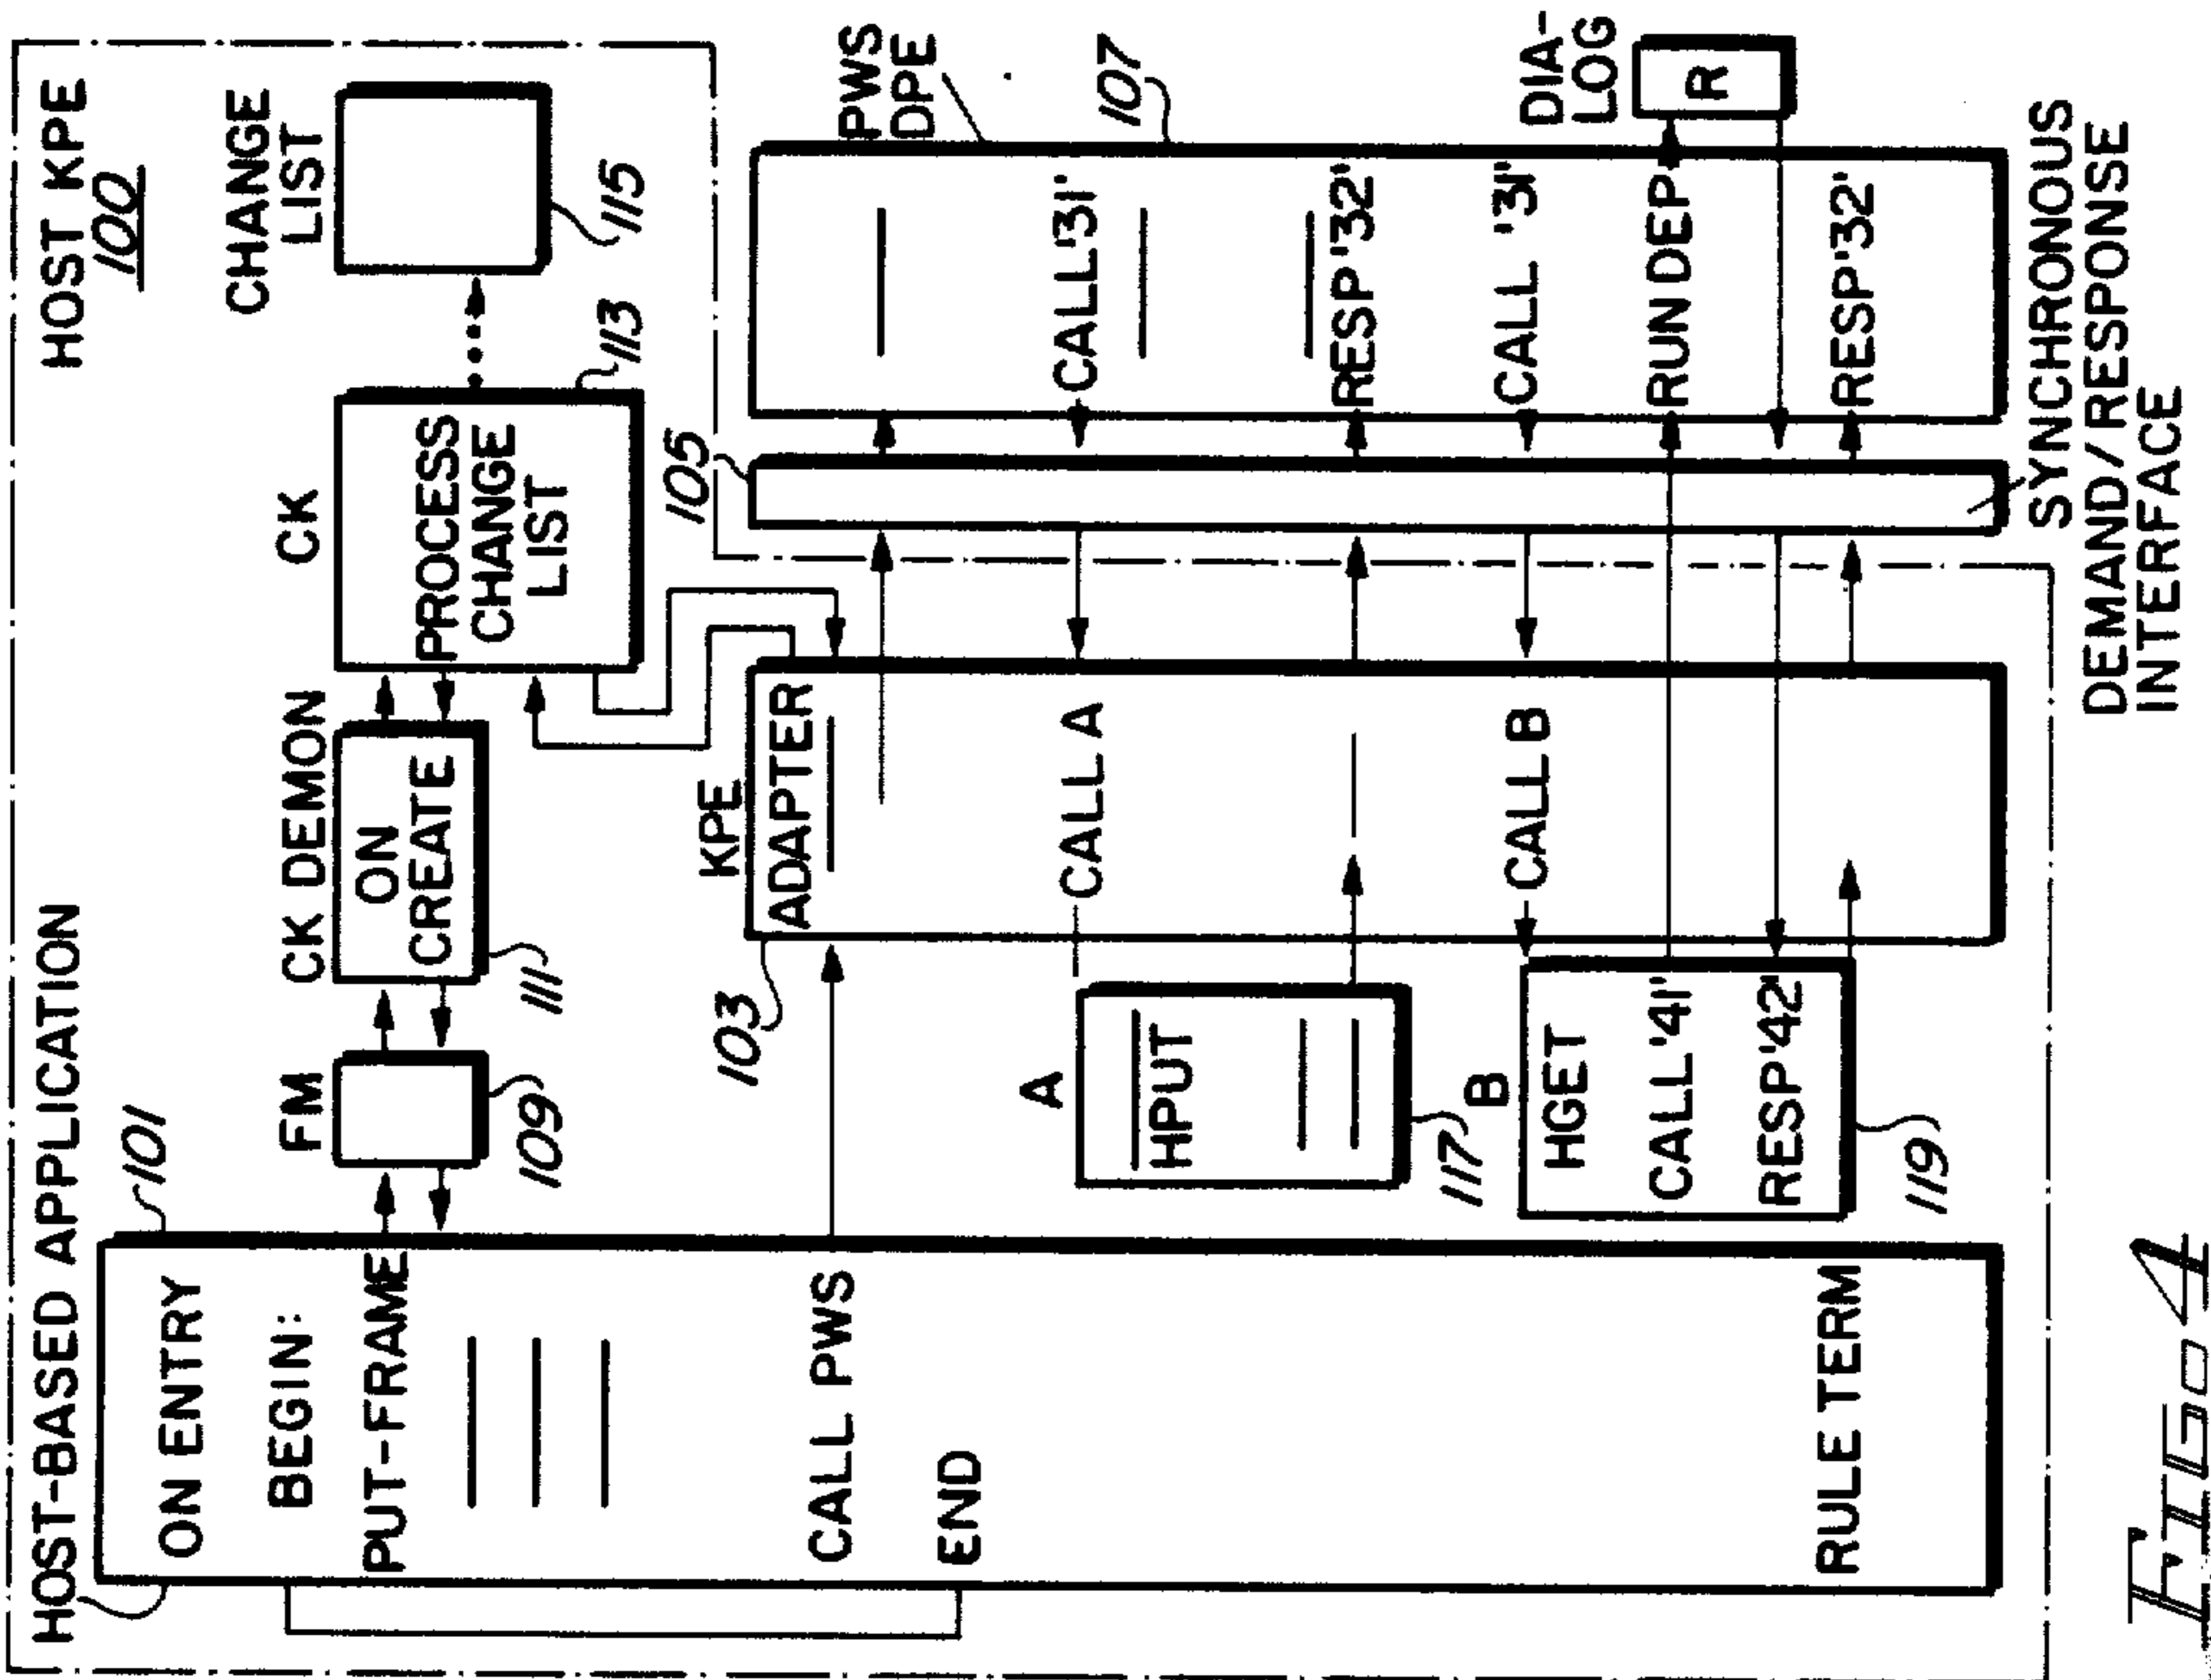 HOST-BASED APPLICATION
HOST KPE
100
101
ON ENTRY
BEGIN:
PUT-FRAME
CALL PWS
END
RULE TERM
FM
109
CK DEMON
ON
CREATE
111
CK
PROCESS
CHANGE
LIST
113
CHANGE
LIST
115
103
KPE
ADAPTER
CALL A
CALL B
A
HPUT
117
B
HGET
CALL '41'
RESP '42'
119
105
PWS
DPE
107
CALL '31'
RESP '32'
CALL '31'
RUN DEP
RESP '32'
DIA-
LOG
R
SYNCHRONOUS
DEMAND/RESPONSE
INTERFACE
FIG. 4